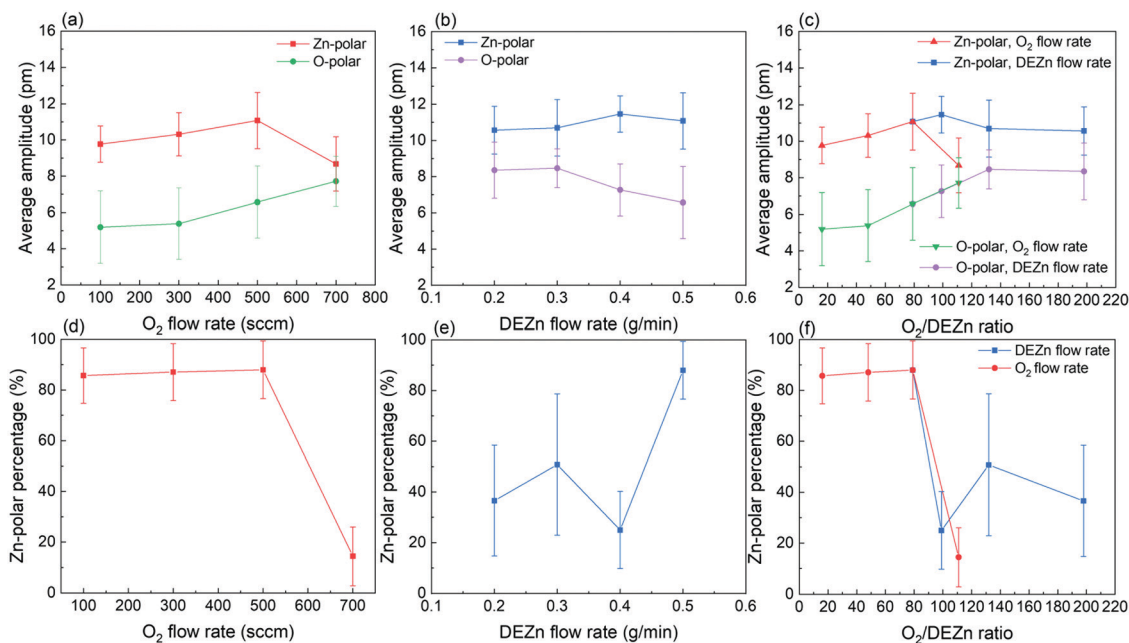 (a)
Zn-polar
O-polar
Average amplitude (pm)
16
14
12
10
8
6
4
2
0 100 200 300 400 500 600 700 800
O₂ flow rate (sccm)
(b)
Zn-polar
O-polar
Average amplitude (pm)
16
14
12
10
8
6
4
2
0.1 0.2 0.3 0.4 0.5 0.6
DEZn flow rate (g/min)
(c)
Zn-polar, O₂ flow rate
Zn-polar, DEZn flow rate
O-polar, O₂ flow rate
O-polar, DEZn flow rate
Average amplitude (pm)
16
14
12
10
8
6
4
2
0 20 40 60 80 100 120 140 160 180 200 220
O₂/DEZn ratio
(d)
Zn-polar percentage (%)
100
80
60
40
20
0
100 200 300 400 500 600 700
O₂ flow rate (sccm)
(e)
Zn-polar percentage (%)
100
80
60
40
20
0
0.1 0.2 0.3 0.4 0.5 0.6
DEZn flow rate (g/min)
(f)
DEZn flow rate
O₂ flow rate
Zn-polar percentage (%)
100
80
60
40
20
0
0 20 40 60 80 100 120 140 160 180 200 220
O₂/DEZn ratio